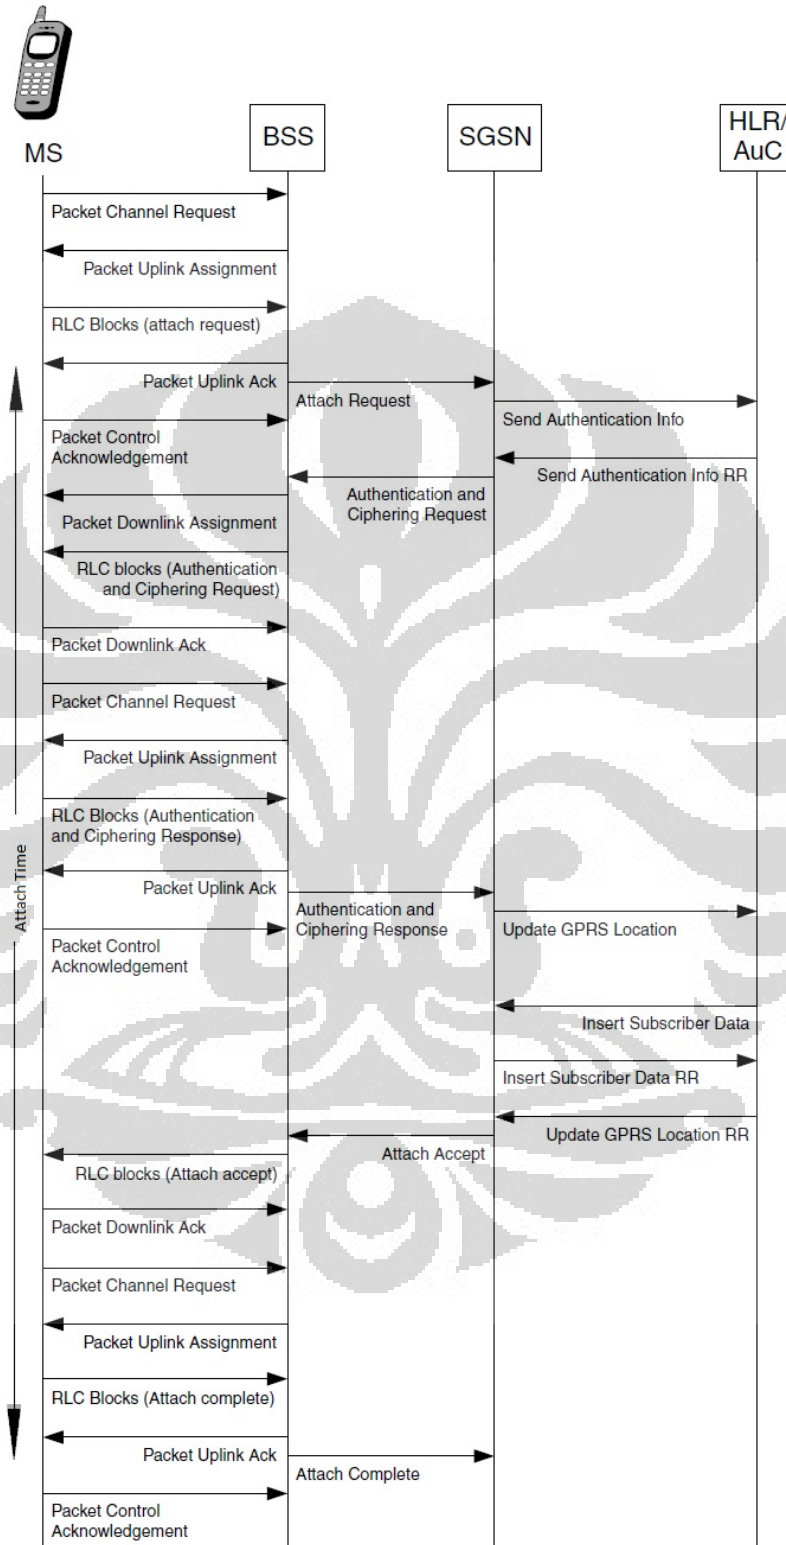 MS
BSS
SGSN
HLR/
AuC
Packet Channel Request
Packet Uplink Assignment
RLC Blocks (attach request)
Packet Uplink Ack
Attach Request
Send Authentication Info
Packet Control
Acknowledgement
Send Authentication Info RR
Authentication and
Ciphering Request
Packet Downlink Assignment
RLC blocks (Authentication
and Ciphering Request)
Packet Downlink Ack
Packet Channel Request
Packet Uplink Assignment
RLC Blocks (Authentication
and Ciphering Response)
Attach Time
Packet Uplink Ack
Authentication and
Ciphering Response
Update GPRS Location
Packet Control
Acknowledgement
Insert Subscriber Data
Insert Subscriber Data RR
Update GPRS Location RR
Attach Accept
RLC blocks (Attach accept)
Packet Downlink Ack
Packet Channel Request
Packet Uplink Assignment
RLC Blocks (Attach complete)
Packet Uplink Ack
Attach Complete
Packet Control
Acknowledgement